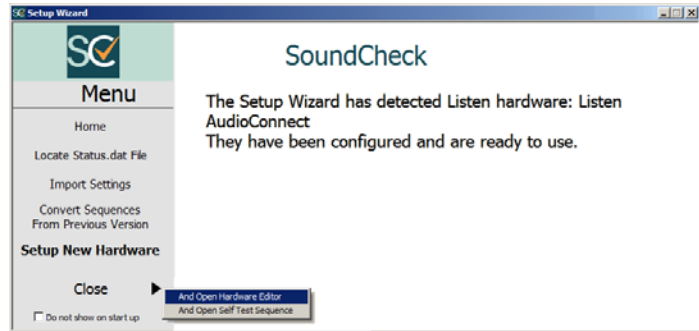 SC Setup Wizard
SC
Menu
Home
Locate Status.dat File
Import Settings
Convert Sequences
From Previous Version
Setup New Hardware
Close
Do not show on start up
SoundCheck
The Setup Wizard has detected Listen hardware: Listen
AudioConnect
They have been configured and are ready to use.
And Open Hardware Editor
And Open Self Test Sequence